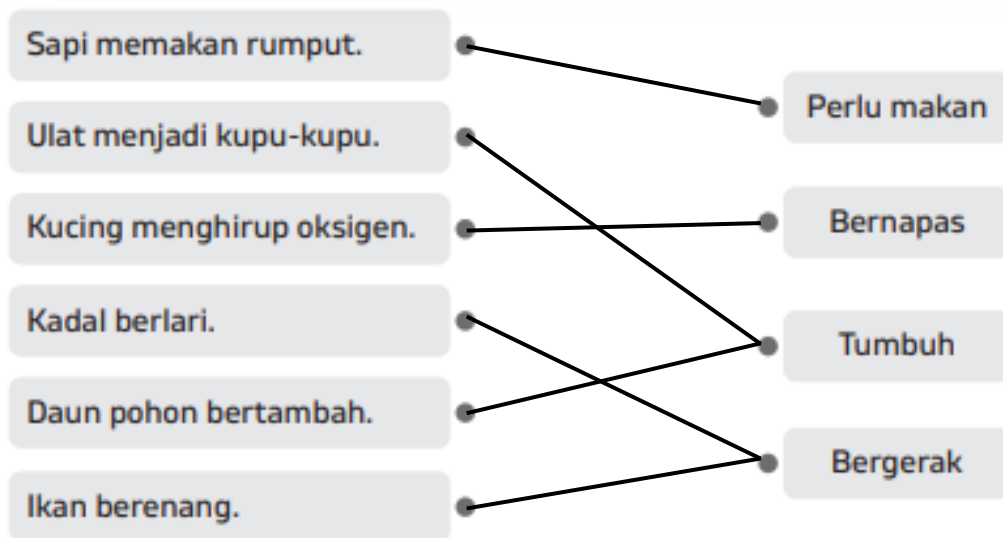 Sapi memakan rumput.
Ulat menjadi kupu-kupu.
Kucing menghirup oksigen.
Kadal berlari.
Daun pohon bertambah.
Ikan berenang.
Perlu makan
Bernapas
Tumbuh
Bergerak